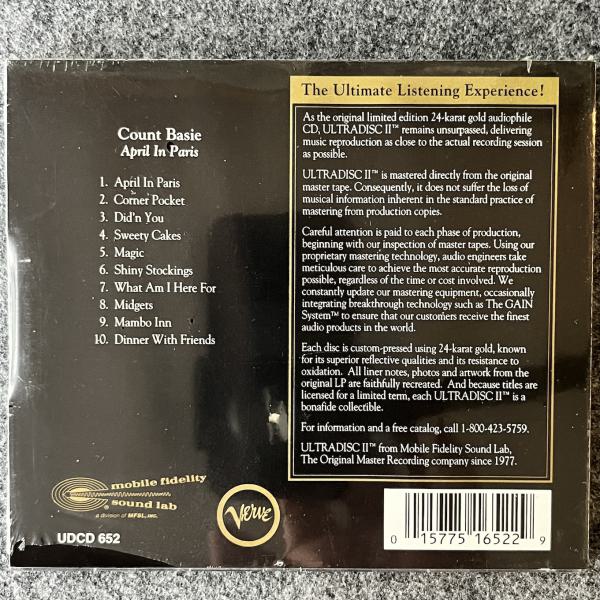 Count Basie
April In Paris
1. April In Paris
2. Corner Pocket
3. Did'n You
4. Sweety Cakes
5. Magic
6. Shiny Stockings
7. What Am I Here For
8. Midgets
9. Mambo Inn
10. Dinner With Friends
The Ultimate Listening Experience!
As the original limited edition 24-karat gold audiophile
CD, ULTRADISC II™ remains unsurpassed, delivering
music reproduction as close to the actual recording session
as possible.
ULTRADISC II™ is mastered directly from the original
master tape. Consequently, it does not suffer the loss of
musical information inherent in the standard practice of
mastering from production copies.
Careful attention is paid to each phase of production,
beginning with our inspection of master tapes. Using our
proprietary mastering technology, audio engineers take
meticulous care to achieve the most accurate reproduction
possible, regardless of the time or cost involved. We
constantly update our mastering equipment, occasionally
integrating breakthrough technology such as The GAIN
System™ to ensure that our customers receive the finest
audio products in the world.
Each disc is custom-pressed using 24-karat gold, known
for its superior reflective qualities and its resistance to
oxidation. All liner notes, photos and artwork from the
original LP are faithfully recreated. And because titles are
licensed for a limited term, each ULTRADISC II™ is a
bonafide collectible.
For information and a free catalog, call 1-800-423-5759.
ULTRADISC II™ from Mobile Fidelity Sound Lab,
The Original Master Recording company since 1977.
mobile fidelity
® sound lab
a division of MFSL, INC.
UDCD 652
Verve
0 15775 16522 9